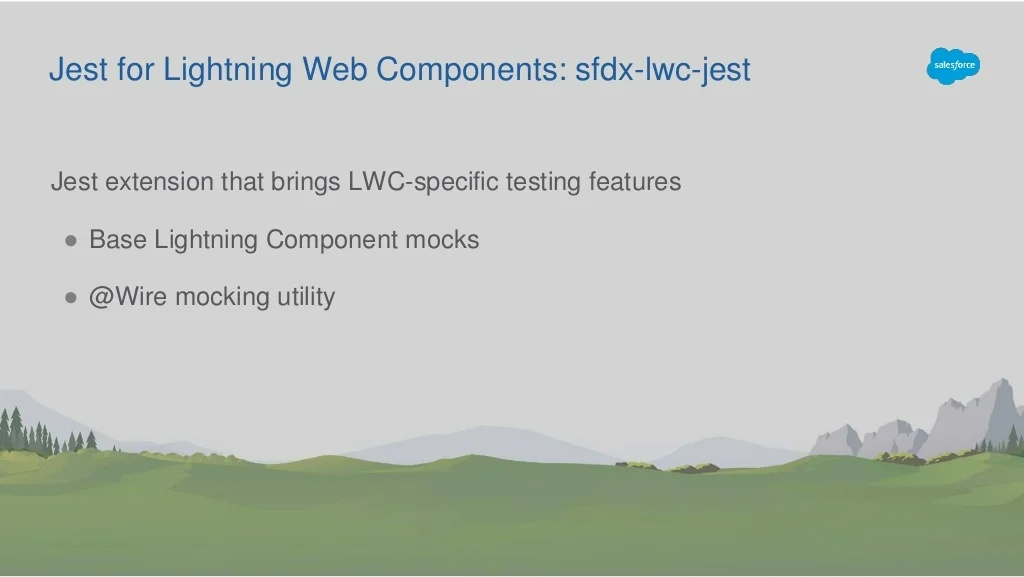 Jest for Lightning Web Components: sfdx-lwc-jest
salesforce
Jest extension that brings LWC-specific testing features
● Base Lightning Component mocks
● @Wire mocking utility